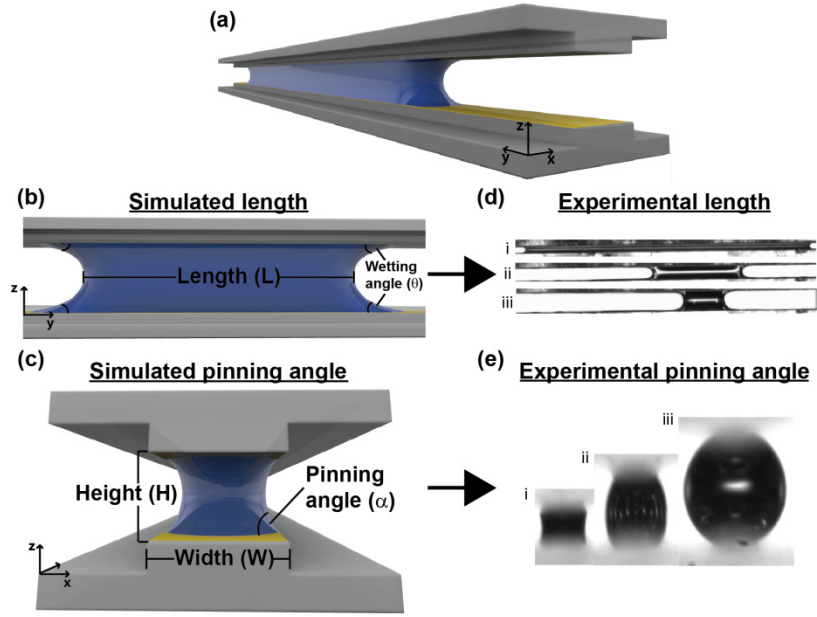 (a)
z
y
x
(b)
Simulated length
Length (L)
Wetting
angle (θ)
z
y
(d)
Experimental length
i
ii
iii
(c)
Simulated pinning angle
Height (H)
Pinning
angle (α)
Width (W)
z
x
(e)
Experimental pinning angle
i
ii
iii